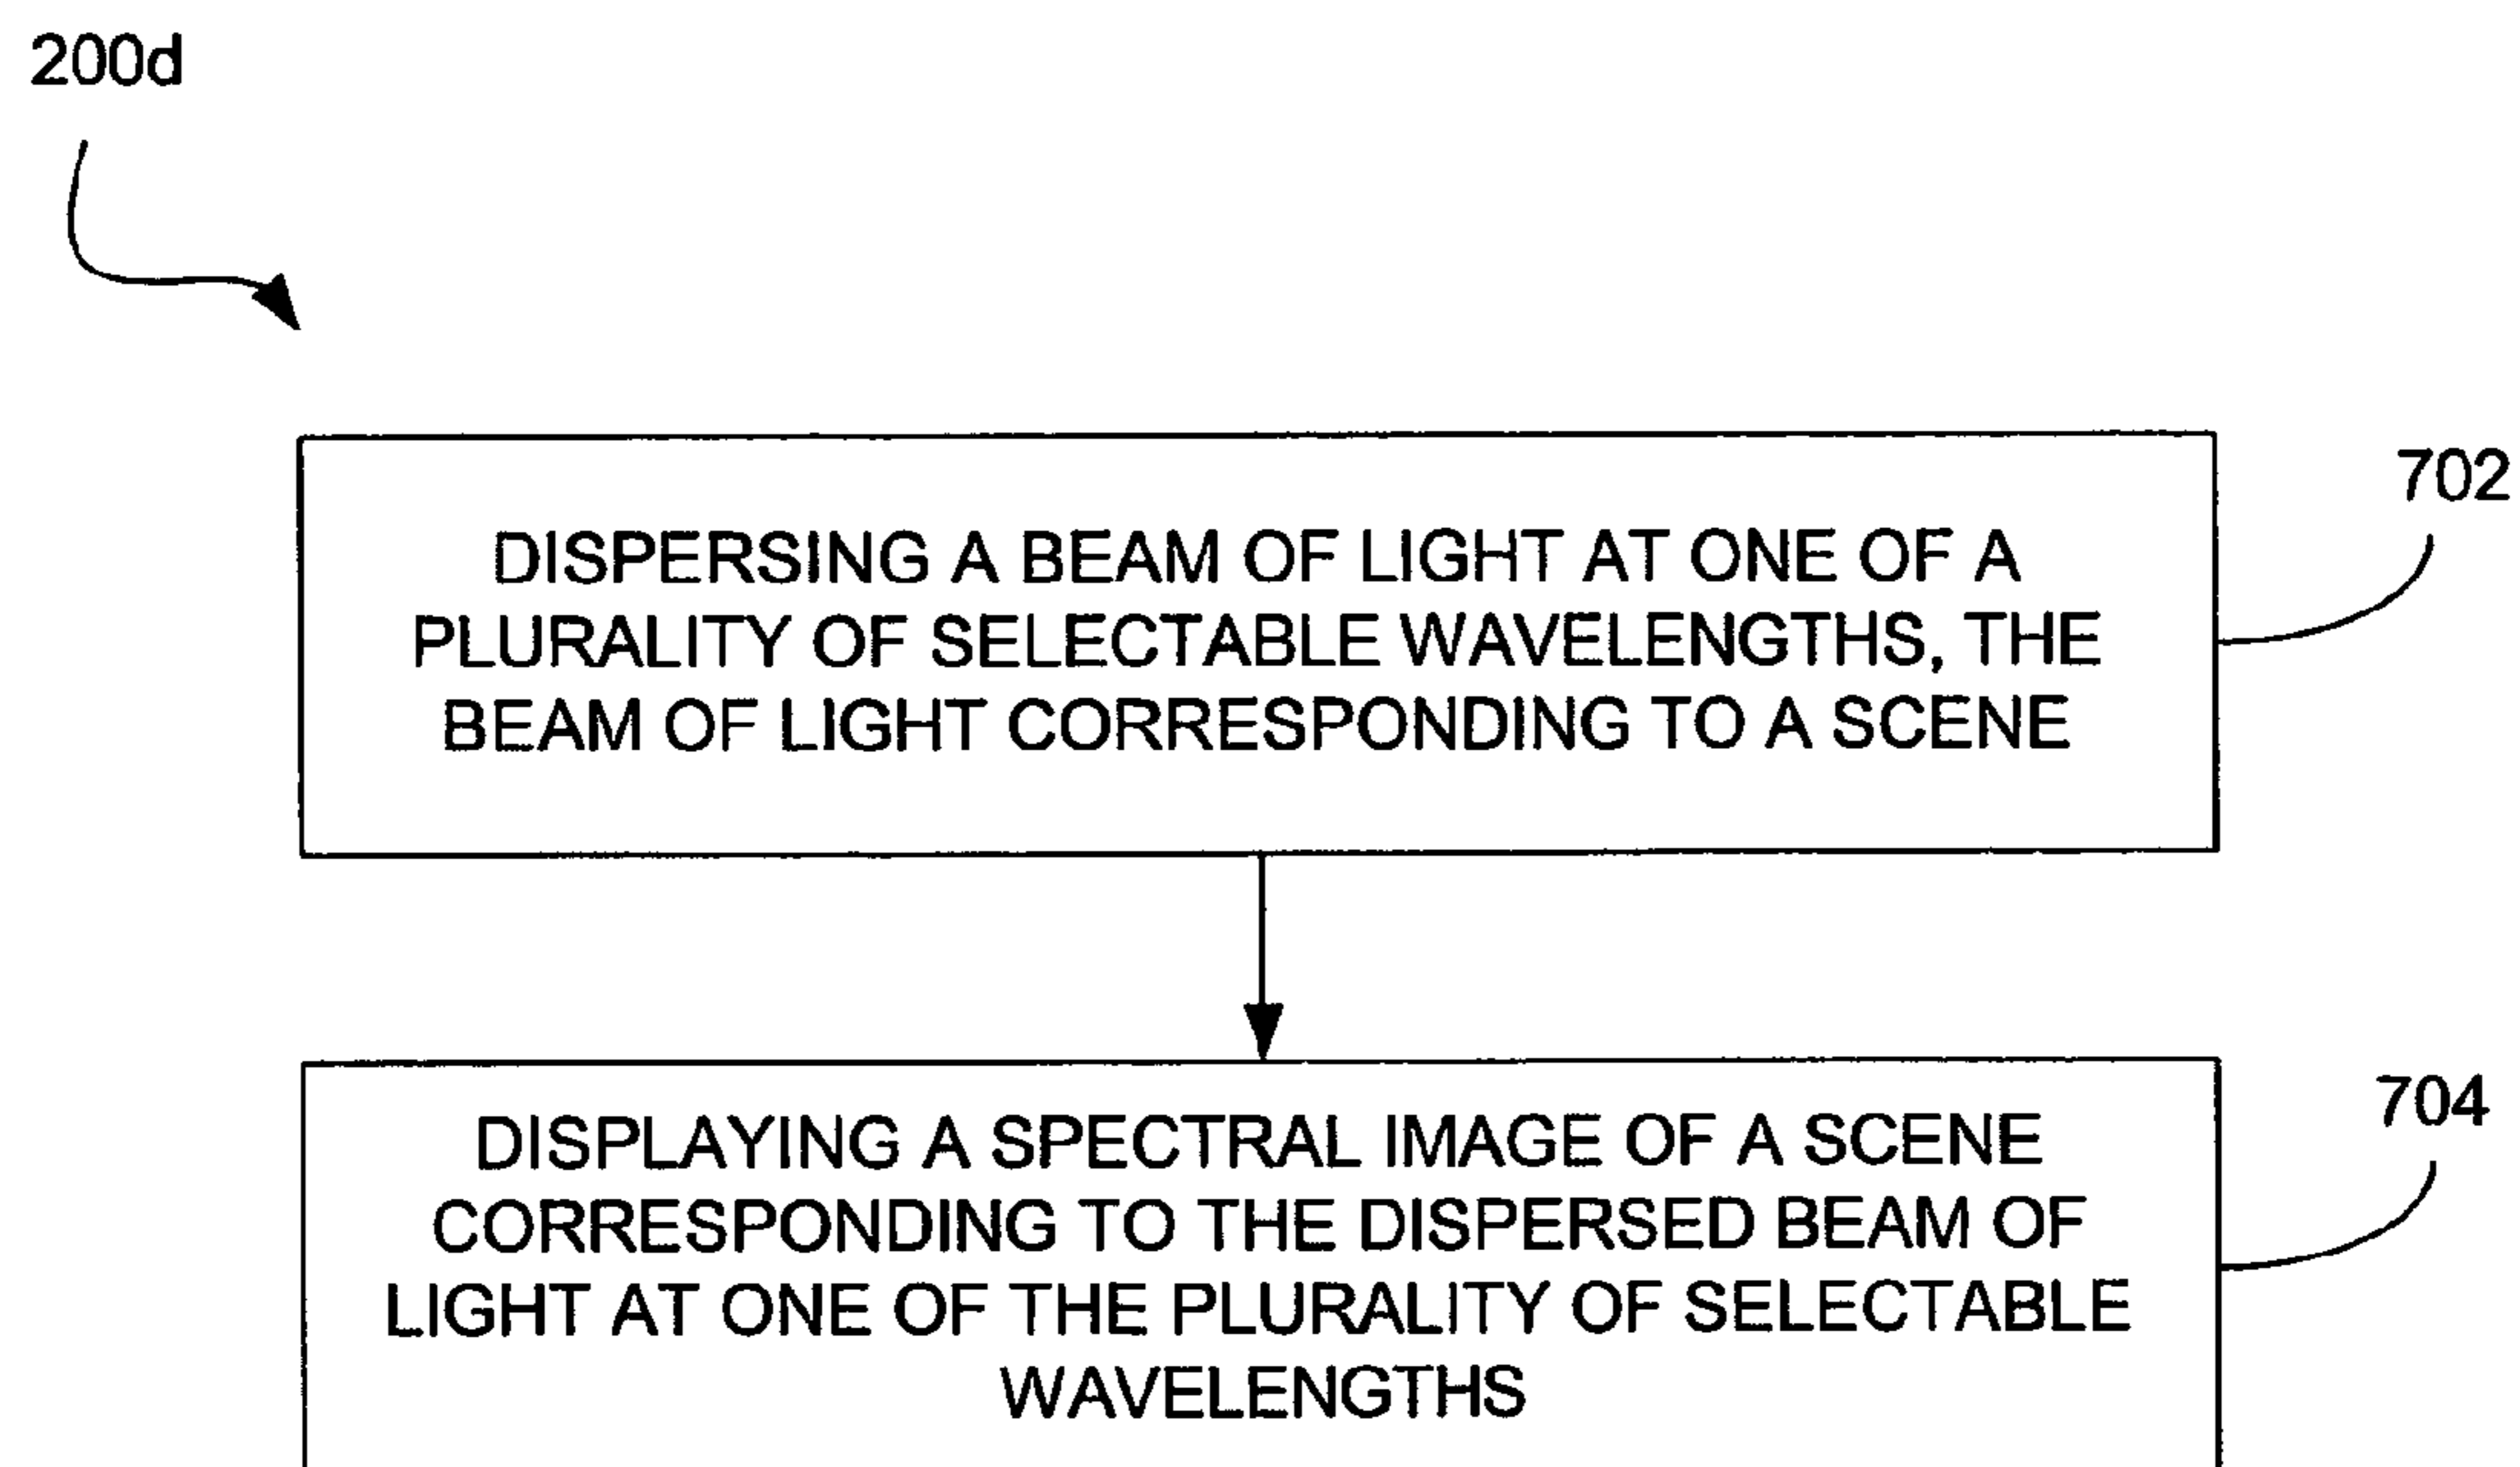 200d
702
DISPERSING A BEAM OF LIGHT AT ONE OF A
PLURALITY OF SELECTABLE WAVELENGTHS, THE
BEAM OF LIGHT CORRESPONDING TO A SCENE
704
DISPLAYING A SPECTRAL IMAGE OF A SCENE
CORRESPONDING TO THE DISPERSED BEAM OF
LIGHT AT ONE OF THE PLURALITY OF SELECTABLE
WAVELENGTHS